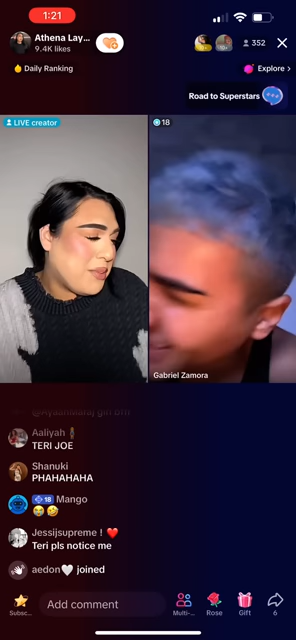 1:21
Athena Lay...
9.4K likes
352
Daily Ranking
Explore >
Road to Superstars
LIVE creator
18
Gabriel Zamora
Aaliyah
TERI JOE
Shanuki
PHAHAHAHA
18 Mango
😭🤣
Jessijsupreme ! ❤️
Teri pls notice me
aedon🤍 joined
Add comment
Subsc...
Multi-...
Rose
Gift
6